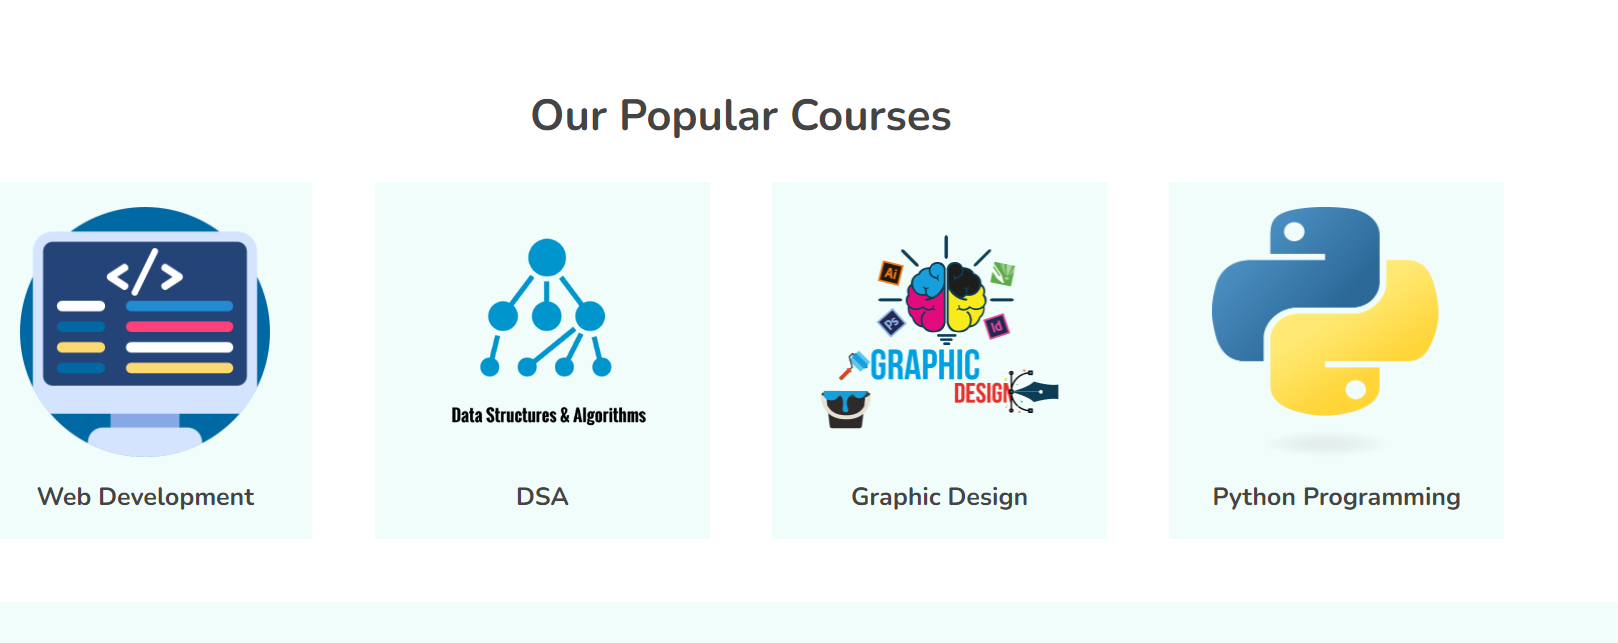 Our Popular Courses
</>
Ai
Ps
Id
GRAPHIC
DESIGN
Data Structures & Algorithms
Web Development
DSA
Graphic Design
Python Programming